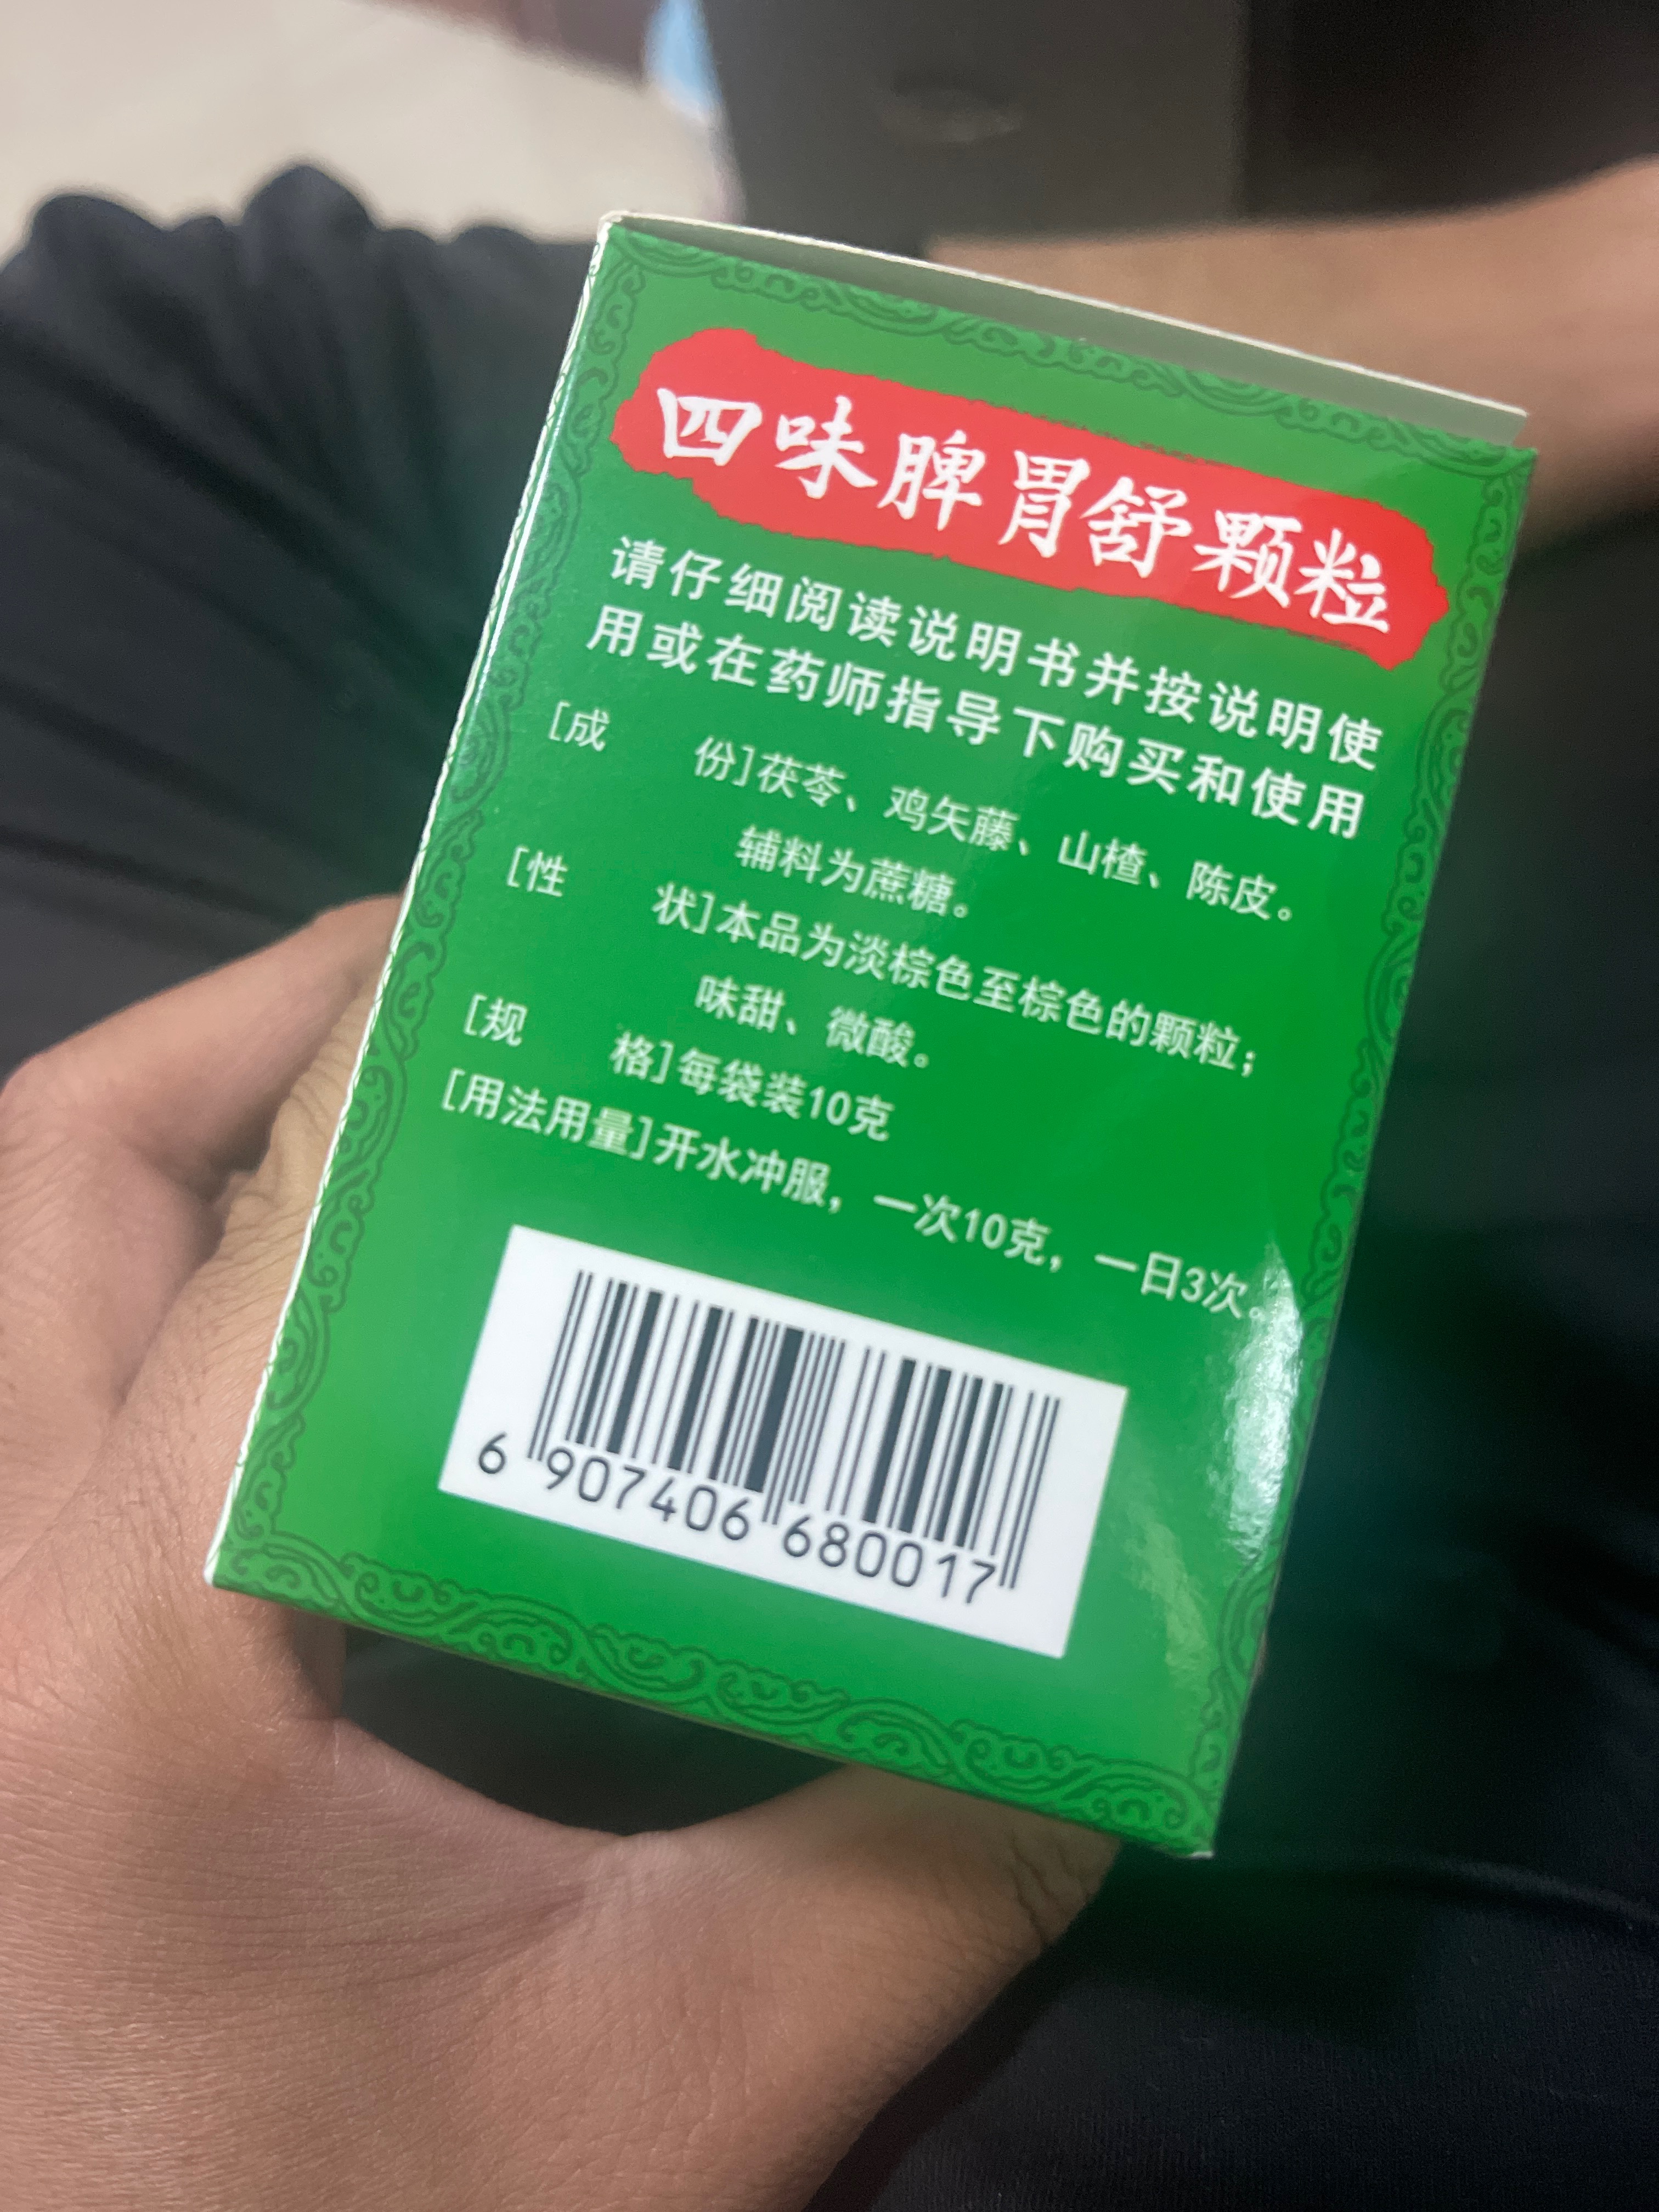 四味脾胃舒颗粒
请仔细阅读说明书并按说明使
用或在药师指导下购买和使用
[成 份]茯苓、鸡矢藤、山楂、陈皮。
辅料为蔗糖。
[性 状]本品为淡棕色至棕色的颗粒；
味甜、微酸。
[规 格]每袋装10克
[用法用量]开水冲服，一次10克，一日3次。
6 907406 680017